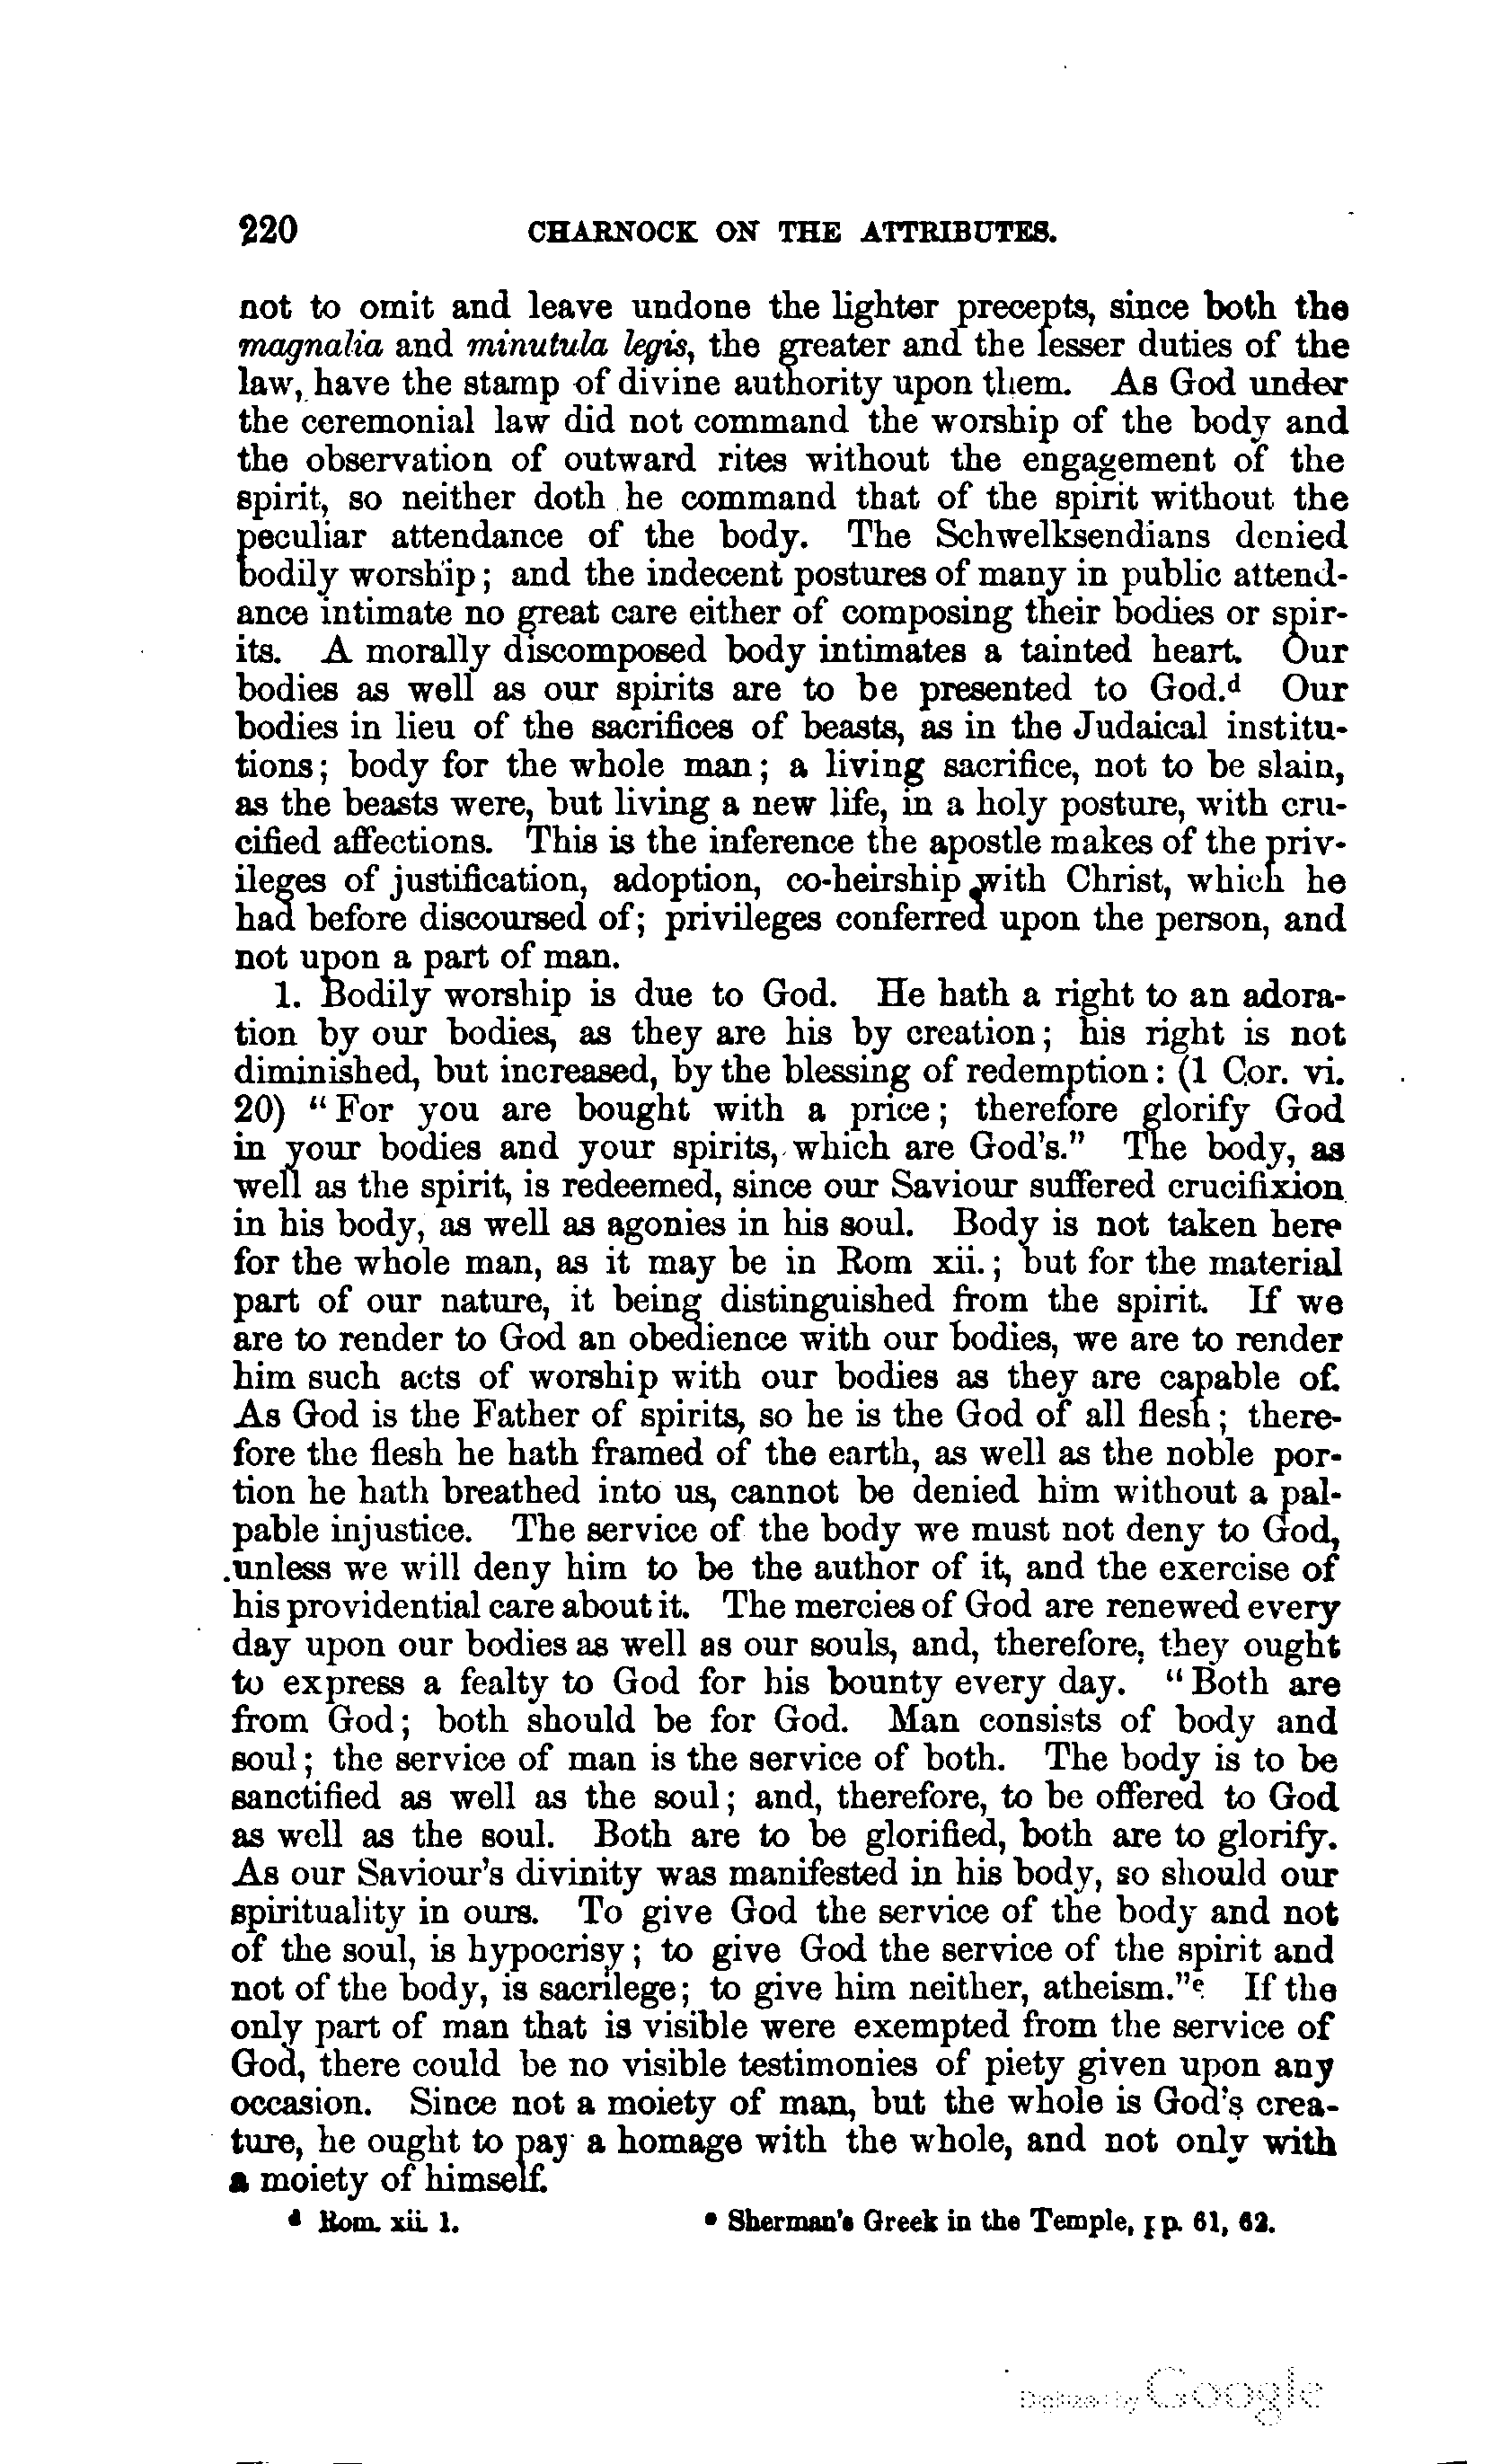 220 CHARNOCK ON THE ATTRIBUTES.
not to omit and leave undone the lighter precepts, since both the
magnalia and minutula legis, the greater and the lesser duties of the
law, have the stamp of divine authority upon them. As God under
the ceremonial law did not command the worship of the body and
the observation of outward rites without the engagement of the
spirit, so neither doth he command that of the spirit without the
peculiar attendance of the body. The Schwelksendians denied
bodily worship; and the indecent postures of many in public attend-
ance intimate no great care either of composing their bodies or spir-
its. A morally discomposed body intimates a tainted heart. Our
bodies as well as our spirits are to be presented to God.d Our
bodies in lieu of the sacrifices of beasts, as in the Judaical institu-
tions; body for the whole man; a living sacrifice, not to be slain,
as the beasts were, but living a new life, in a holy posture, with cru-
cified affections. This is the inference the apostle makes of the priv-
ileges of justification, adoption, co-heirship with Christ, which he
had before discoursed of; privileges conferred upon the person, and
not upon a part of man.
1. Bodily worship is due to God. He hath a right to an adora-
tion by our bodies, as they are his by creation; his right is not
diminished, but increased, by the blessing of redemption: (1 Cor. vi.
20) "For you are bought with a price; therefore glorify God
in your bodies and your spirits, which are God's." The body, as
well as the spirit, is redeemed, since our Saviour suffered crucifixion
in his body, as well as agonies in his soul. Body is not taken here
for the whole man, as it may be in Rom xii.; but for the material
part of our nature, it being distinguished from the spirit. If we
are to render to God an obedience with our bodies, we are to render
him such acts of worship with our bodies as they are capable of.
As God is the Father of spirits, so he is the God of all flesh; there-
fore the flesh he hath framed of the earth, as well as the noble por-
tion he hath breathed into us, cannot be denied him without a pal-
pable injustice. The service of the body we must not deny to God,
unless we will deny him to be the author of it, and the exercise of
his providential care about it. The mercies of God are renewed every
day upon our bodies as well as our souls, and, therefore, they ought
to express a fealty to God for his bounty every day. "Both are
from God; both should be for God. Man consists of body and
soul; the service of man is the service of both. The body is to be
sanctified as well as the soul; and, therefore, to be offered to God
as well as the soul. Both are to be glorified, both are to glorify.
As our Saviour's divinity was manifested in his body, so should our
spirituality in ours. To give God the service of the body and not
of the soul, is hypocrisy; to give God the service of the spirit and
not of the body, is sacrilege; to give him neither, atheism."e If the
only part of man that is visible were exempted from the service of
God, there could be no visible testimonies of piety given upon any
occasion. Since not a moiety of man, but the whole is God's crea-
ture, he ought to pay a homage with the whole, and not only with
a moiety of himself.
d Rom. xii. 1. e Sherman's Greek in the Temple, pp. 61, 62.
Digitized by Google